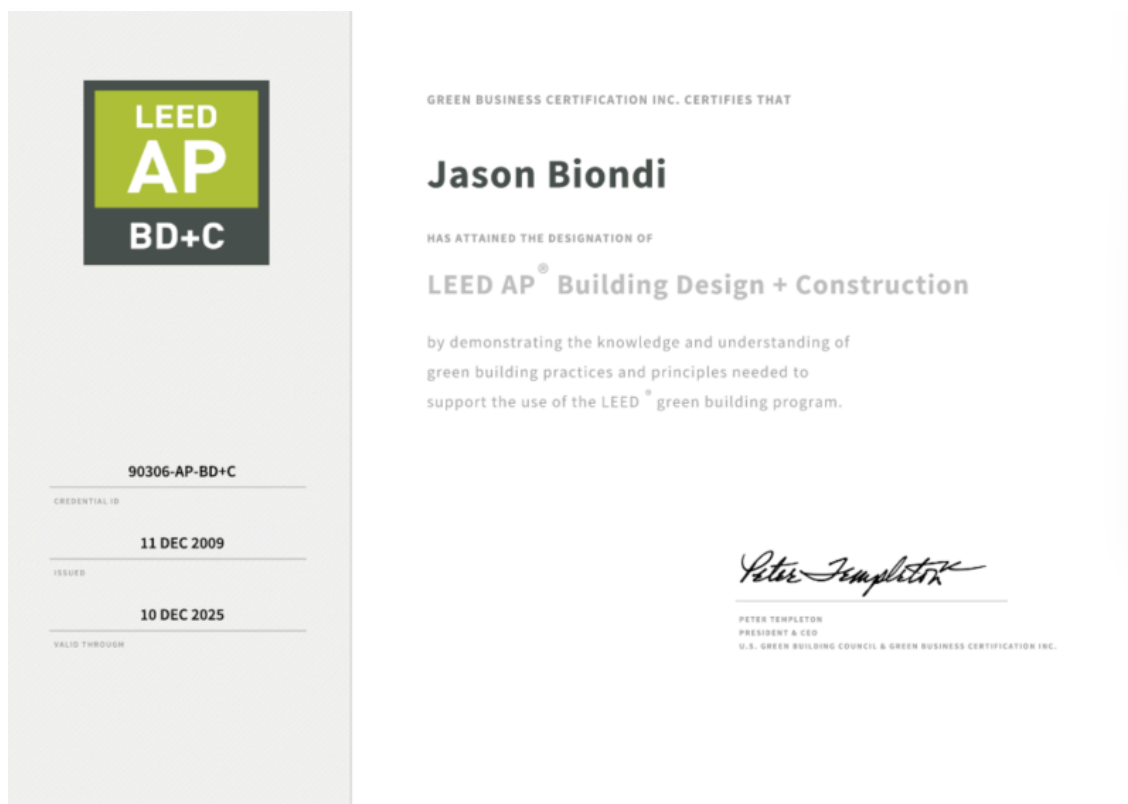 LEED
AP
BD+C
90306-AP-BD+C
CREDENTIAL ID
11 DEC 2009
ISSUED
10 DEC 2025
VALID THROUGH
GREEN BUSINESS CERTIFICATION INC. CERTIFIES THAT
Jason Biondi
HAS ATTAINED THE DESIGNATION OF
LEED AP® Building Design + Construction
by demonstrating the knowledge and understanding of
green building practices and principles needed to
support the use of the LEED ® green building program.
Peter Templeton
PETER TEMPLETON
PRESIDENT & CEO
U.S. GREEN BUILDING COUNCIL & GREEN BUSINESS CERTIFICATION INC.